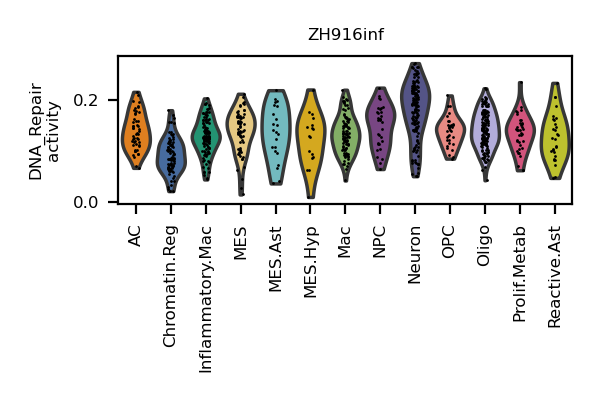 ZH916inf
DNA_Repair
activity
0.2
0.0
AC
Chromatin.Reg
Inflammatory.Mac
MES
MES.Ast
MES.Hyp
Mac
NPC
Neuron
OPC
Oligo
Prolif.Metab
Reactive.Ast